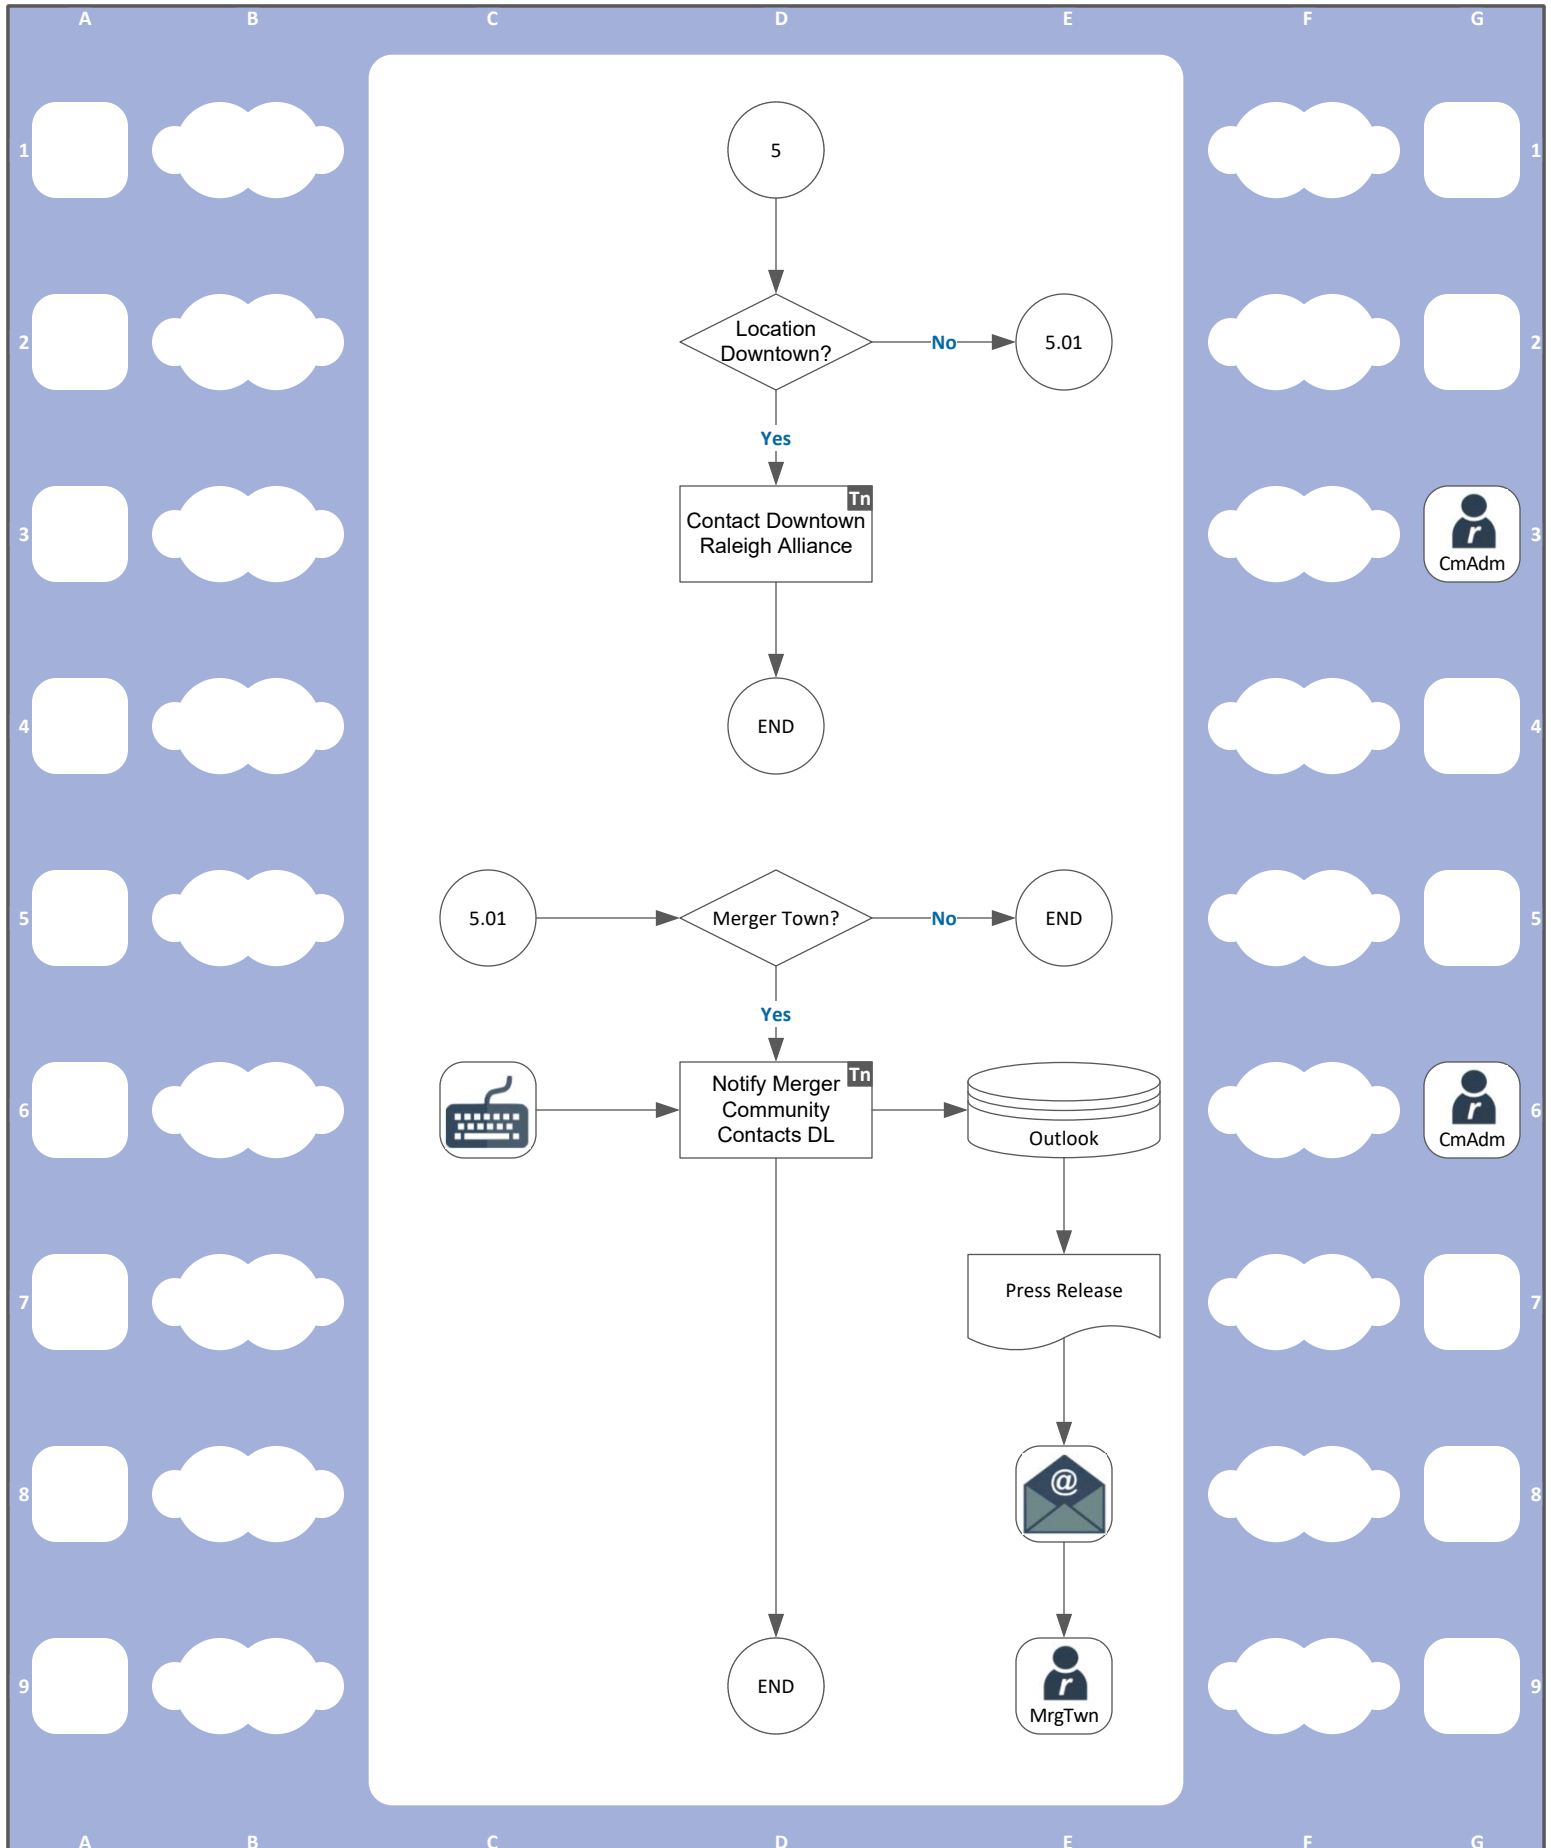 A B C D E F G
1 5 1
2 Location
Downtown? No 5.01 2
Yes
3 Tn
Contact Downtown
Raleigh Alliance
r
CmAdm 3
4 END 4
5 5.01 Merger Town? No END 5
Yes
6 Tn
Notify Merger
Community
Contacts DL
Outlook
r
CmAdm 6
7 Press Release 7
8 @ 8
9 END r
MrgTwn 9
A B C D E F G